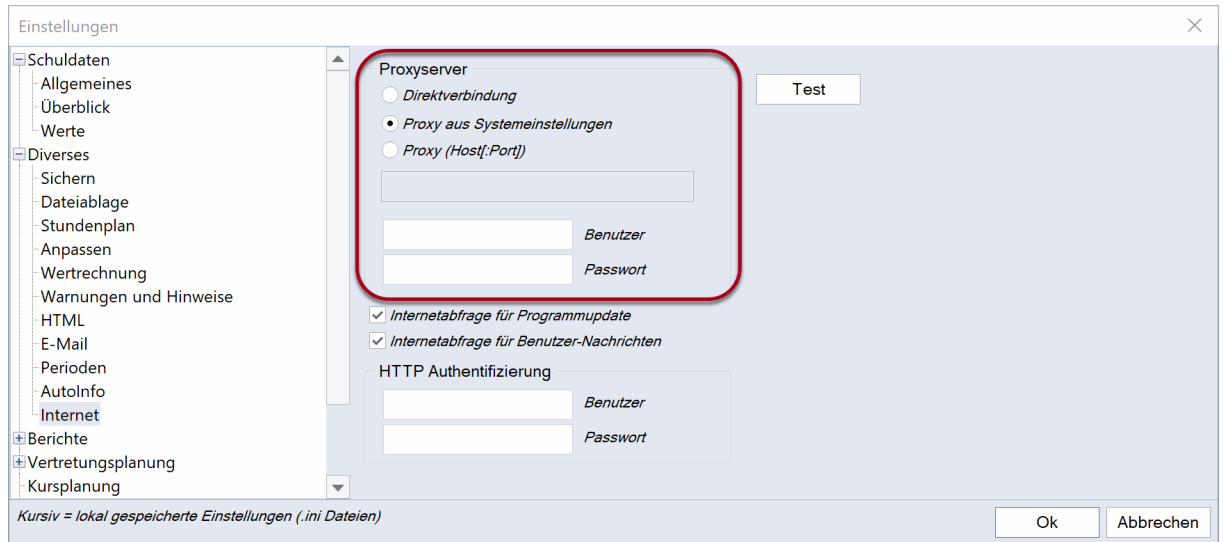 Einstellungen
Schuldaten
Allgemeines
Überblick
Werte
Diverses
Sichern
Dateiablage
Stundenplan
Anpassen
Wertrechnung
Warnungen und Hinweise
HTML
E-Mail
Perioden
AutoInfo
Internet
Berichte
Vertretungsplanung
Kursplanung
Proxyserver
Direktverbindung
Proxy aus Systemeinstellungen
Proxy (Host[:Port])
Benutzer
Passwort
Test
Internetabfrage für Programmupdate
Internetabfrage für Benutzer-Nachrichten
HTTP Authentifizierung
Benutzer
Passwort
Kursiv = lokal gespeicherte Einstellungen (.ini Dateien)
Ok
Abbrechen